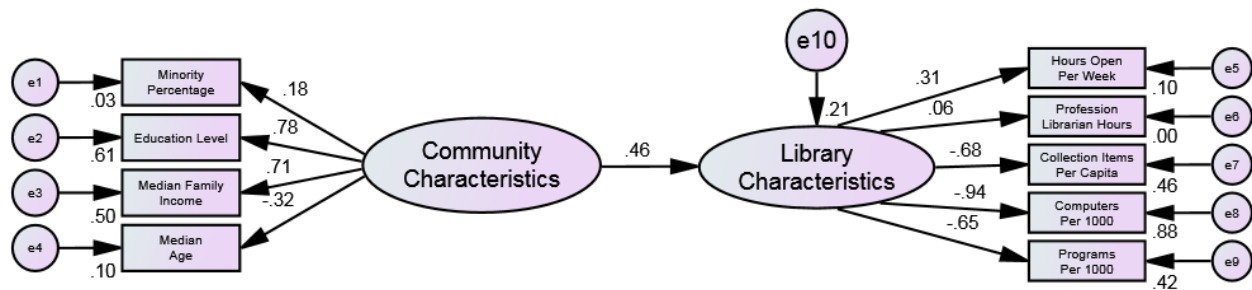 e1
Minority
Percentage
.03
e2
Education Level
.61
e3
Median Family
Income
.50
e4
Median
Age
.10
.18
.78
.71
-.32
Community
Characteristics
.46
e10
.21
Library
Characteristics
.31
.06
-.68
-.94
-.65
Hours Open
Per Week
e5
.10
Profession
Librarian Hours
e6
.00
Collection Items
Per Capita
e7
.46
Computers
Per 1000
e8
.88
Programs
Per 1000
e9
.42